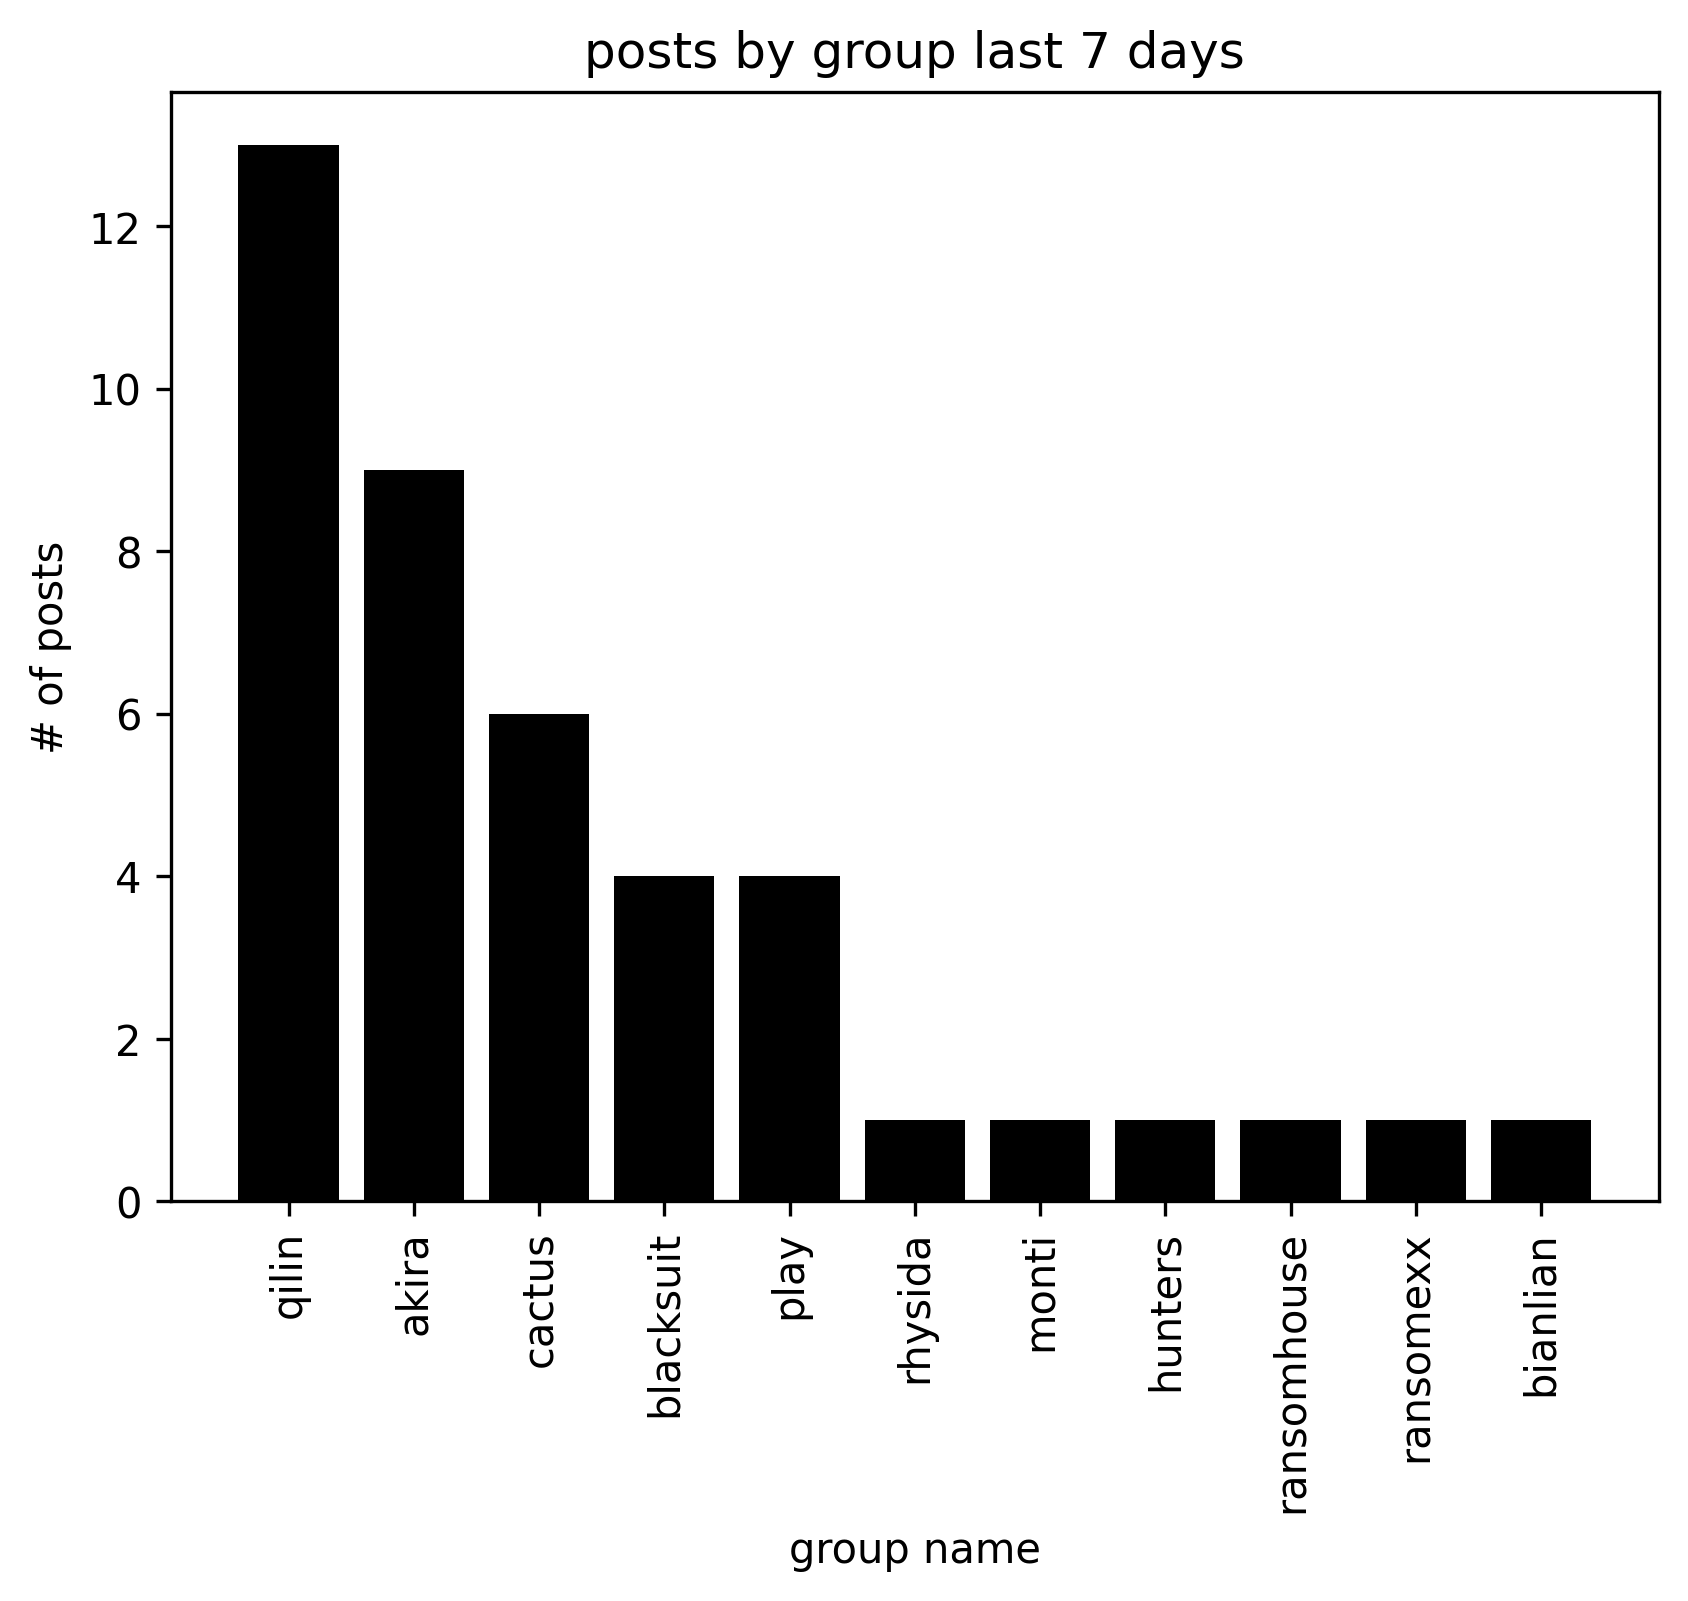 posts by group last 7 days
12
10
8
6
4
2
0
# of posts
qilin
akira
cactus
blacksuit
play
rhysida
monti
hunters
ransomhouse
ransomexx
bianlian
group name